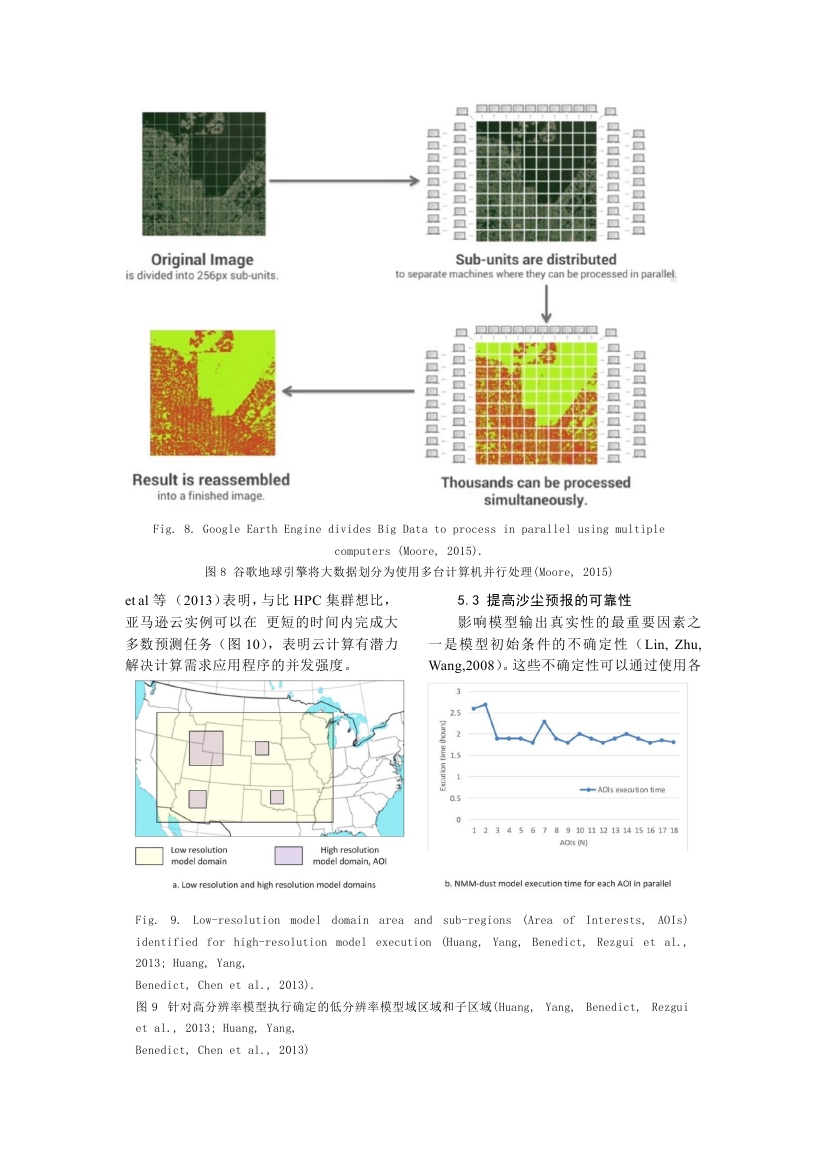 Original Image
is divided into 256px sub-units.
Sub-units are distributed
to separate machines where they can be processed in parallel.
Result is reassembled
into a finished image.
Thousands can be processed
simultaneously.
Fig. 8. Google Earth Engine divides Big Data to process in parallel using multiple
computers (Moore, 2015).
图 8 谷歌地球引擎将大数据划分为使用多台计算机并行处理(Moore, 2015)
et al 等 （2013）表明，与比 HPC 集群想比，
亚马逊云实例可以在 更短的时间内完成大
多数预测任务（图 10），表明云计算有潜力
解决计算需求应用程序的并发强度。
5.3 提高沙尘预报的可靠性
影响模型输出真实性的最重要因素之
一是模型初始条件的不确定性（Lin, Zhu,
Wang,2008）。这些不确定性可以通过使用各
Low resolution
model domain
High resolution
model domain, AOI
a. Low resolution and high resolution model domains
3
2.5
2
1.5
1
0.5
0
Excution time (hours)
AOIs execution time
1 2 3 4 5 6 7 8 9 10 11 12 13 14 15 16 17 18
AOIs (N)
b. NMM-dust model execution time for each AOI in parallel
Fig. 9. Low-resolution model domain area and sub-regions (Area of Interests, AOIs)
identified for high-resolution model execution (Huang, Yang, Benedict, Rezgui et al.,
2013; Huang, Yang,
Benedict, Chen et al., 2013).
图 9 针对高分辨率模型执行确定的低分辨率模型域区域和子区域(Huang, Yang, Benedict, Rezgui
et al., 2013; Huang, Yang,
Benedict, Chen et al., 2013)